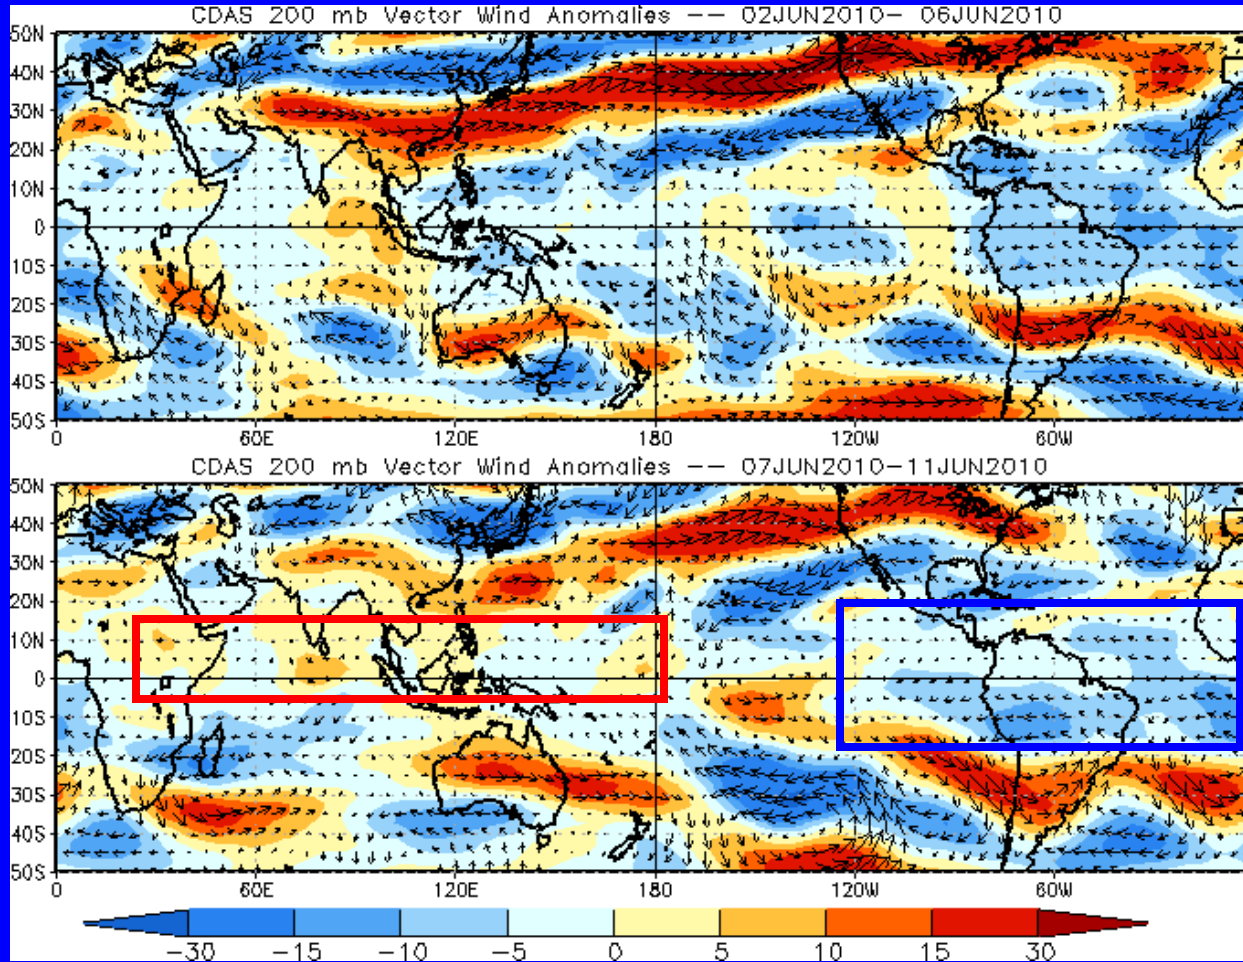 CDAS 200 mb Vector Wind Anomalies -- 02JUN2010- 06JUN2010
50N
40N
30N
20N
10N
0
10S
20S
30S
40S
50S
0 60E 120E 180 120W 60W
CDAS 200 mb Vector Wind Anomalies -- 07JUN2010-11JUN2010
50N
40N
30N
20N
10N
0
10S
20S
30S
40S
50S
0 60E 120E 180 120W 60W
-30 -15 -10 -5 0 5 10 15 30